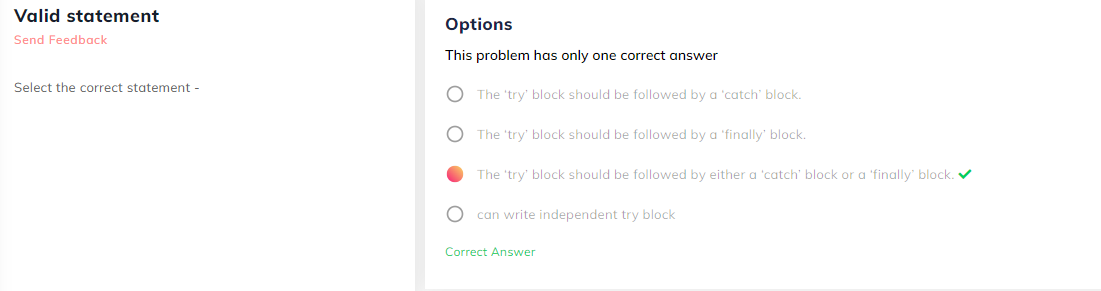 Valid statement
Send Feedback
Select the correct statement -
Options
This problem has only one correct answer
The ‘try’ block should be followed by a ‘catch’ block.
The ‘try’ block should be followed by a ‘finally’ block.
The ‘try’ block should be followed by either a ‘catch’ block or a ‘finally’ block.
can write independent try block
Correct Answer